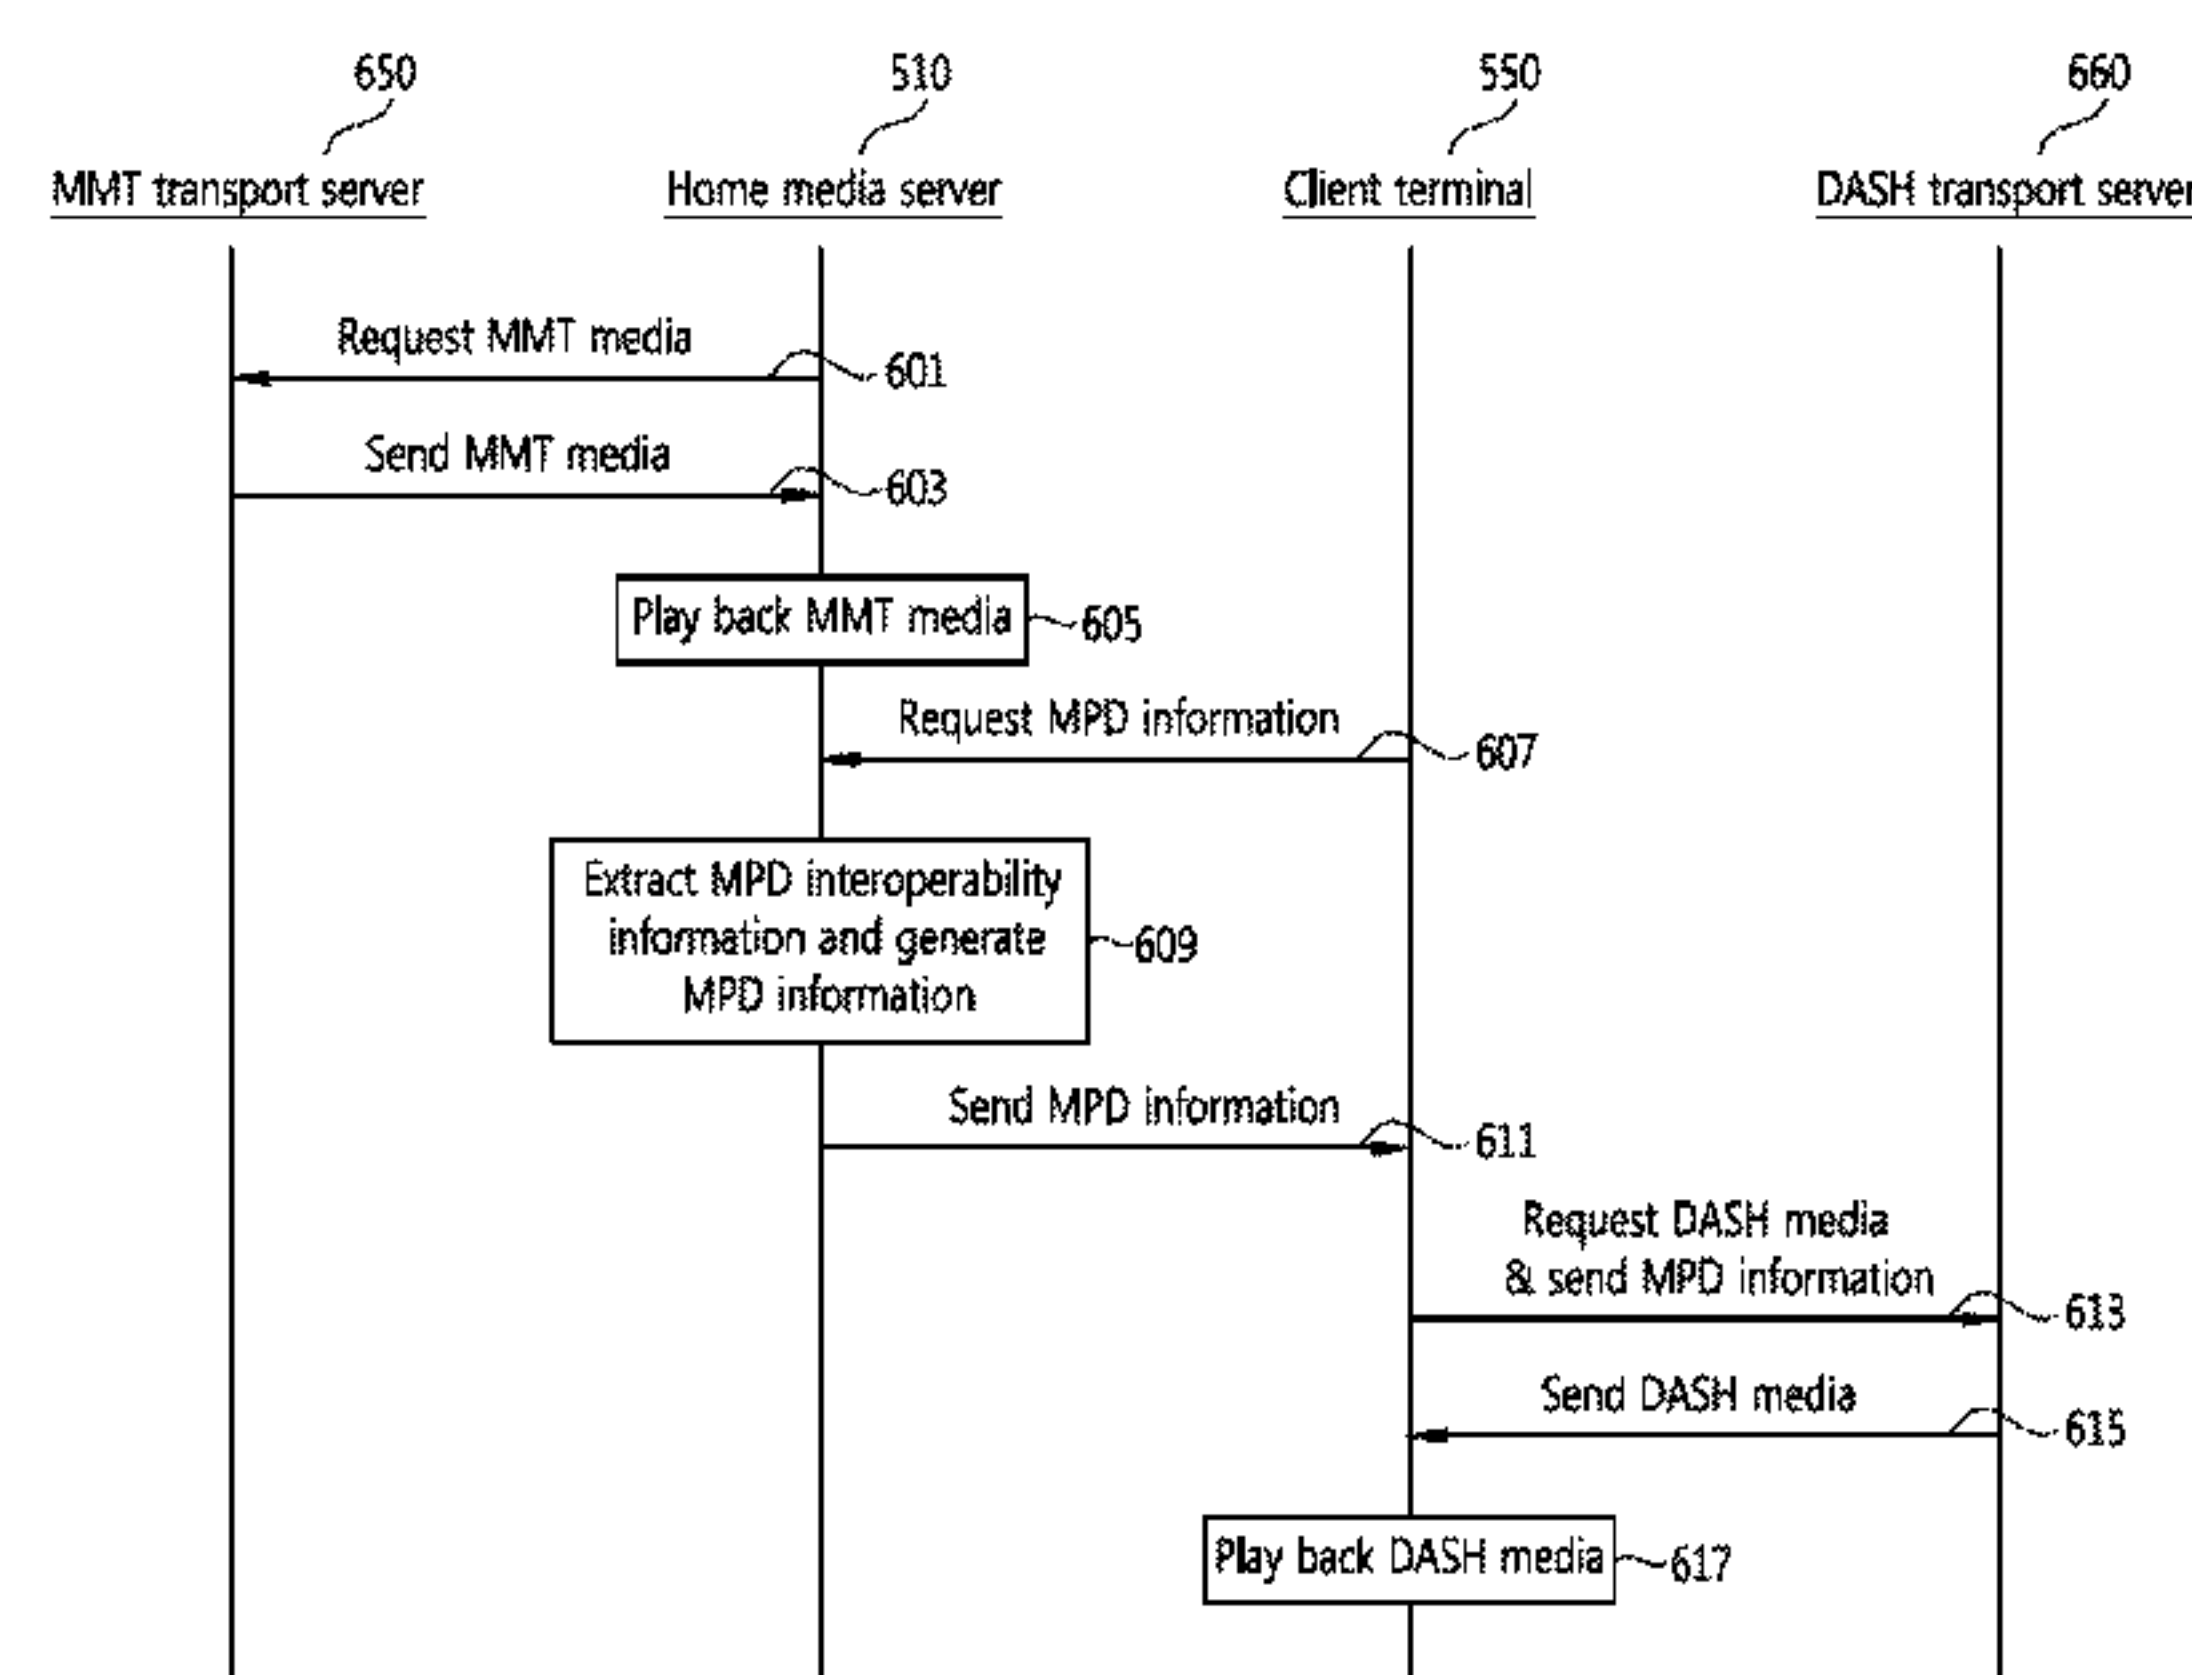 650
510
550
660
MMT transport server
Home media server
Client terminal
DASH transport server
Request MMT media
601
Send MMT media
603
Play back MMT media
605
Request MPD information
607
Extract MPD interoperability
information and generate
MPD information
609
Send MPD information
611
Request DASH media
& send MPD information
613
Send DASH media
615
Play back DASH media
617